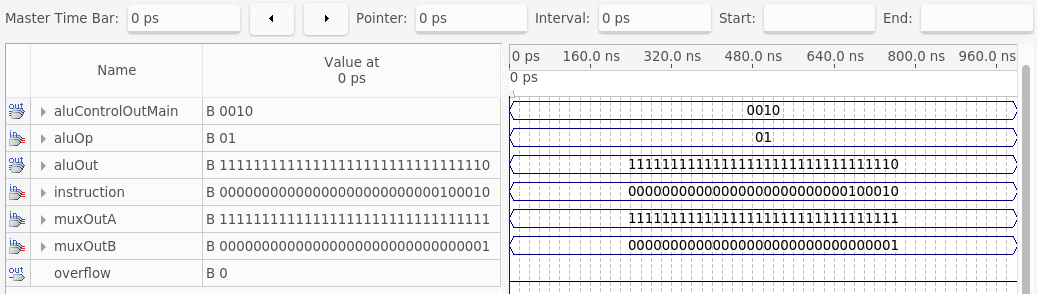 Master Time Bar: 0 ps Pointer: 0 ps Interval: 0 ps Start: End:
Name Value at 0 ps 0 ps 160.0 ns 320.0 ns 480.0 ns 640.0 ns 800.0 ns 960.0 ns
0 ps
out aluControlOutMain B 0010 0010
in aluOp B 01 01
out aluOut B 11111111111111111111111111111110 11111111111111111111111111111110
in instruction B 00000000000000000000000000100010 00000000000000000000000000100010
in muxOutA B 11111111111111111111111111111111 11111111111111111111111111111111
in muxOutB B 00000000000000000000000000000001 00000000000000000000000000000001
out overflow B 0